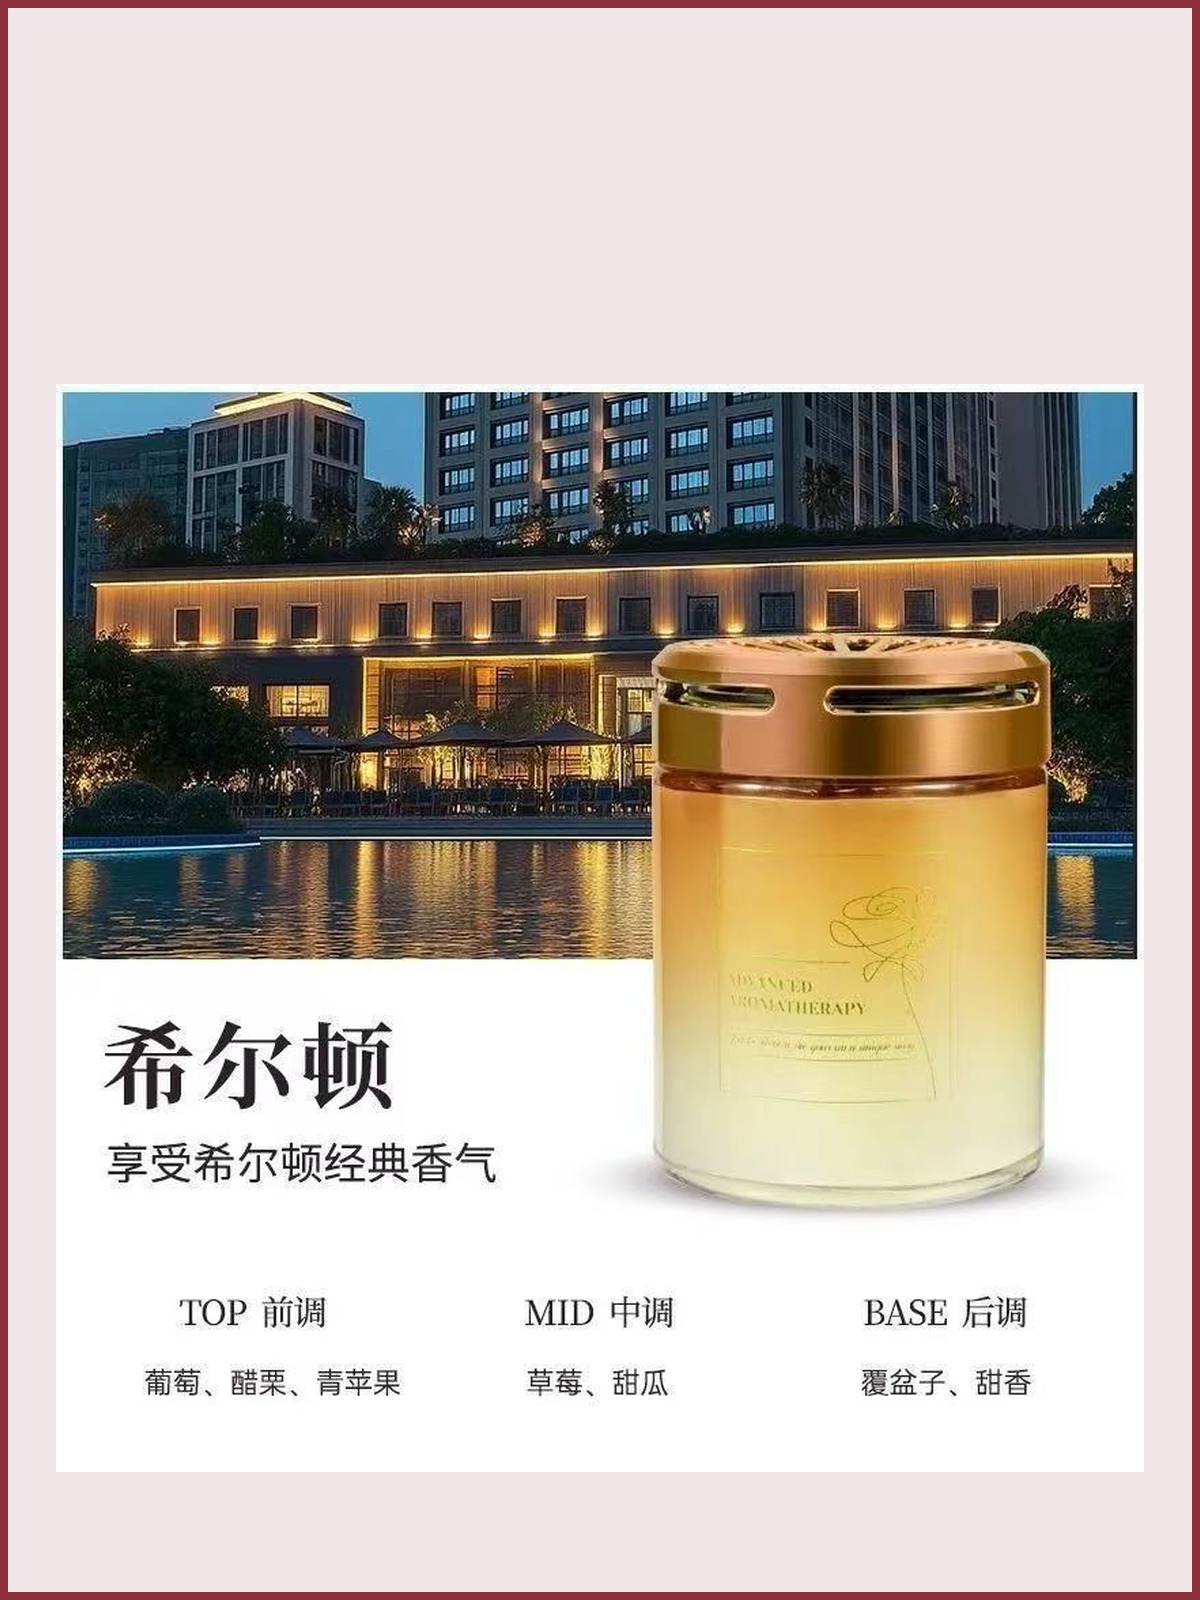 ADVANCED
AROMATHERAPY
希尔顿
享受希尔顿经典香气
TOP 前调
MID 中调
BASE 后调
葡萄、醋栗、青苹果
草莓、甜瓜
覆盆子、甜香